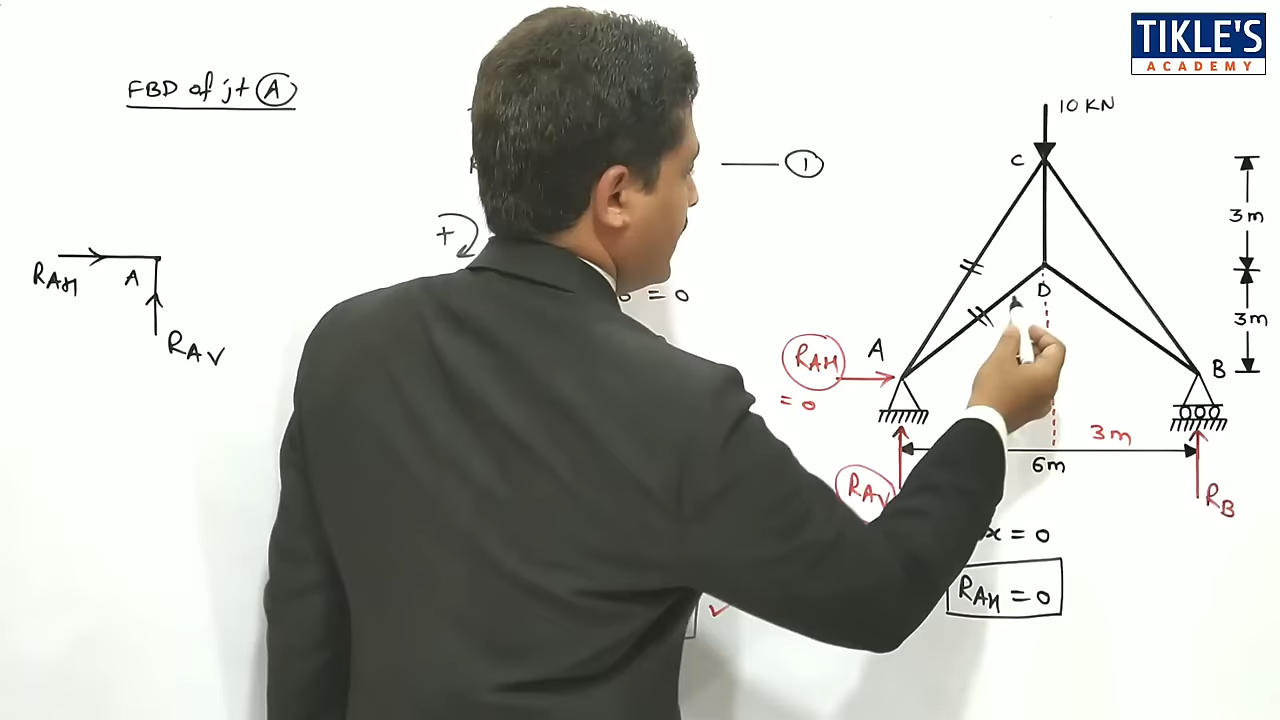 TIKLE'S
ACADEMY
FBD of jt A
1
+
= 0
RAH
A
RAV
10 KN
C
3m
D
3m
RAH
= 0
A
B
3m
6m
RAV
RB
x = 0
RAH = 0